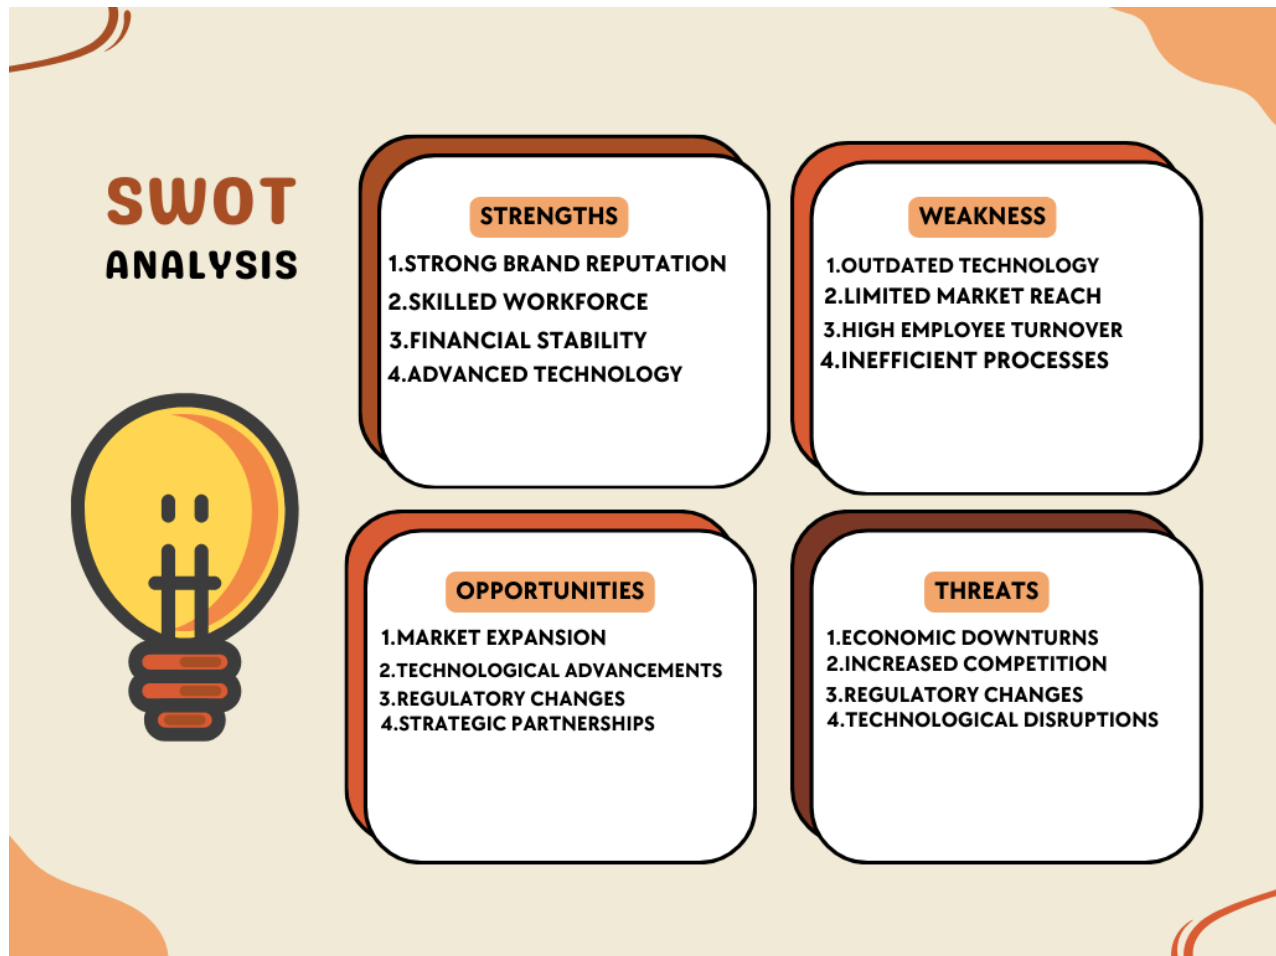 SWOT
ANALYSIS
STRENGTHS
1.STRONG BRAND REPUTATION
2.SKILLED WORKFORCE
3.FINANCIAL STABILITY
4.ADVANCED TECHNOLOGY
WEAKNESS
1.OUTDATED TECHNOLOGY
2.LIMITED MARKET REACH
3.HIGH EMPLOYEE TURNOVER
4.INEFFICIENT PROCESSES
OPPORTUNITIES
1.MARKET EXPANSION
2.TECHNOLOGICAL ADVANCEMENTS
3.REGULATORY CHANGES
4.STRATEGIC PARTNERSHIPS
THREATS
1.ECONOMIC DOWNTURNS
2.INCREASED COMPETITION
3.REGULATORY CHANGES
4.TECHNOLOGICAL DISRUPTIONS